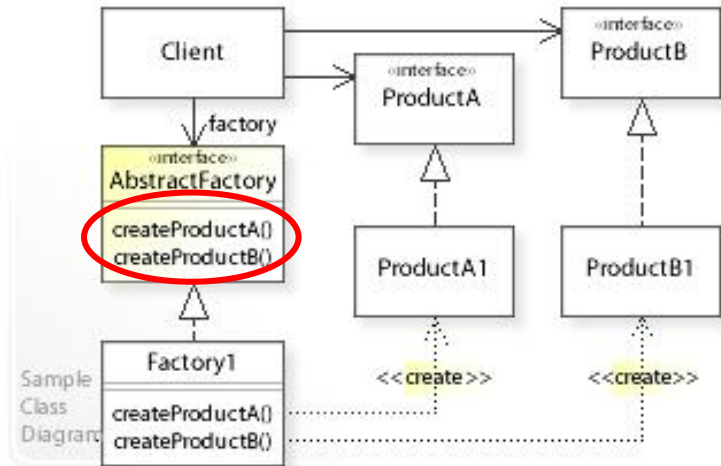 Client
«interface»
ProductB
«interface»
ProductA
factory
«interface»
AbstractFactory
createProductA()
createProductB()
ProductA1
ProductB1
Factory1
createProductA()
createProductB()
<<create>>
<<create>>
Sample
Class
Diagram